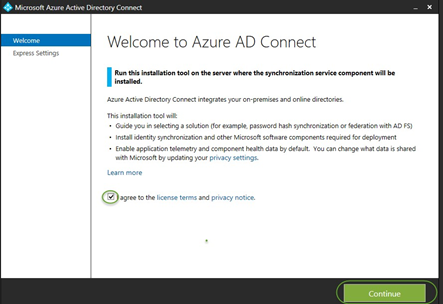 Microsoft Azure Active Directory Connect
Welcome
Express Settings
Welcome to Azure AD Connect
Run this installation tool on the server where the synchronization service component will be
installed.
Azure Active Directory Connect integrates your on-premises and online directories.
This installation tool will:
• Guide you in selecting a solution (for example, password hash synchronization or federation with AD FS)
• Install identity synchronization and other Microsoft software components required for deployment
• Enable application telemetry and component health data by default. You can change what data is shared
with Microsoft by updating your privacy settings.
Learn more
I agree to the license terms and privacy notice.
Continue